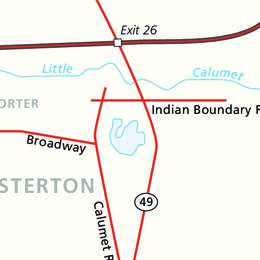 Exit 26
Little
Calumet
ORTER
Indian Boundary R
Broadway
STERTON
49
Calumet R